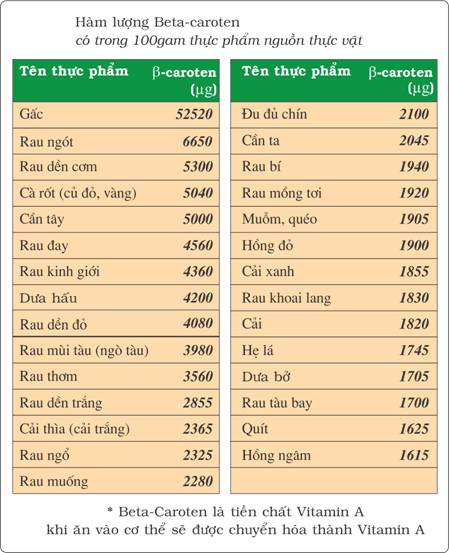 Hàm lượng Beta-caroten
có trong 100gam thực phẩm nguồn thực vật
Tên thực phẩm β-caroten (µg)
Gấc 52520
Rau ngót 6650
Rau dền cơm 5300
Cà rốt (củ đỏ, vàng) 5040
Cần tây 5000
Rau đay 4560
Rau kinh giới 4360
Dưa hấu 4200
Rau dền đỏ 4080
Rau mùi tàu (ngò tàu) 3980
Rau thơm 3560
Rau dền trắng 2855
Cải thìa (cải trắng) 2365
Rau ngổ 2325
Rau muống 2280
Tên thực phẩm β-caroten (µg)
Đu đủ chín 2100
Cần ta 2045
Rau bí 1940
Rau mồng tơi 1920
Muỗm, quéo 1905
Hồng đỏ 1900
Cải xanh 1855
Rau khoai lang 1830
Cải 1820
Hẹ lá 1745
Dưa bở 1705
Rau tàu bay 1700
Quít 1625
Hồng ngâm 1615
* Beta-Caroten là tiền chất Vitamin A
khi ăn vào cơ thể sẽ được chuyển hóa thành Vitamin A